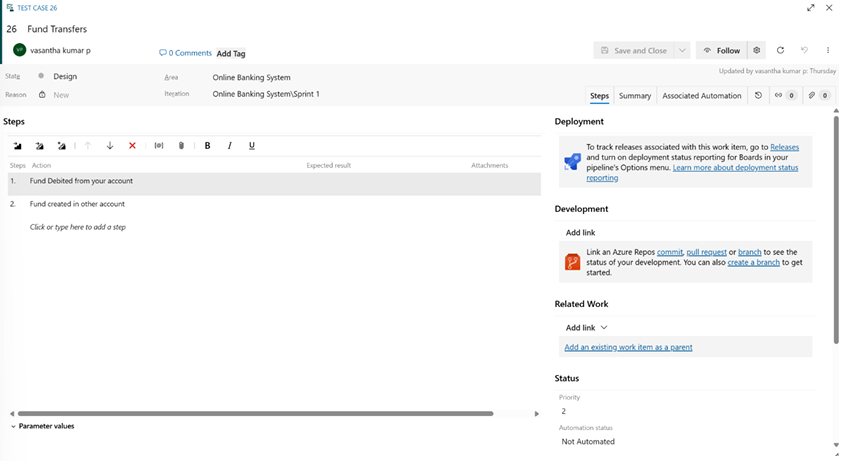 TEST CASE 26
26 Fund Transfers
VP vasantha kumar p
0 Comments Add Tag
Save and Close
Follow
State Design
Area Online Banking System
Updated by vasantha kumar p: Thursday
Reason New
Iteration Online Banking System\Sprint 1
Steps Summary Associated Automation 0 0
Steps
B I U
Steps Action Expected result Attachments
1. Fund Debited from your account
2. Fund created in other account
Click or type here to add a step
Parameter values
Deployment
To track releases associated with this work item, go to Releases
and turn on deployment status reporting for Boards in your
pipeline's Options menu. Learn more about deployment status
reporting
Development
Add link
Link an Azure Repos commit, pull request or branch to see the
status of your development. You can also create a branch to get
started.
Related Work
Add link
Add an existing work item as a parent
Status
Priority
2
Automation status
Not Automated